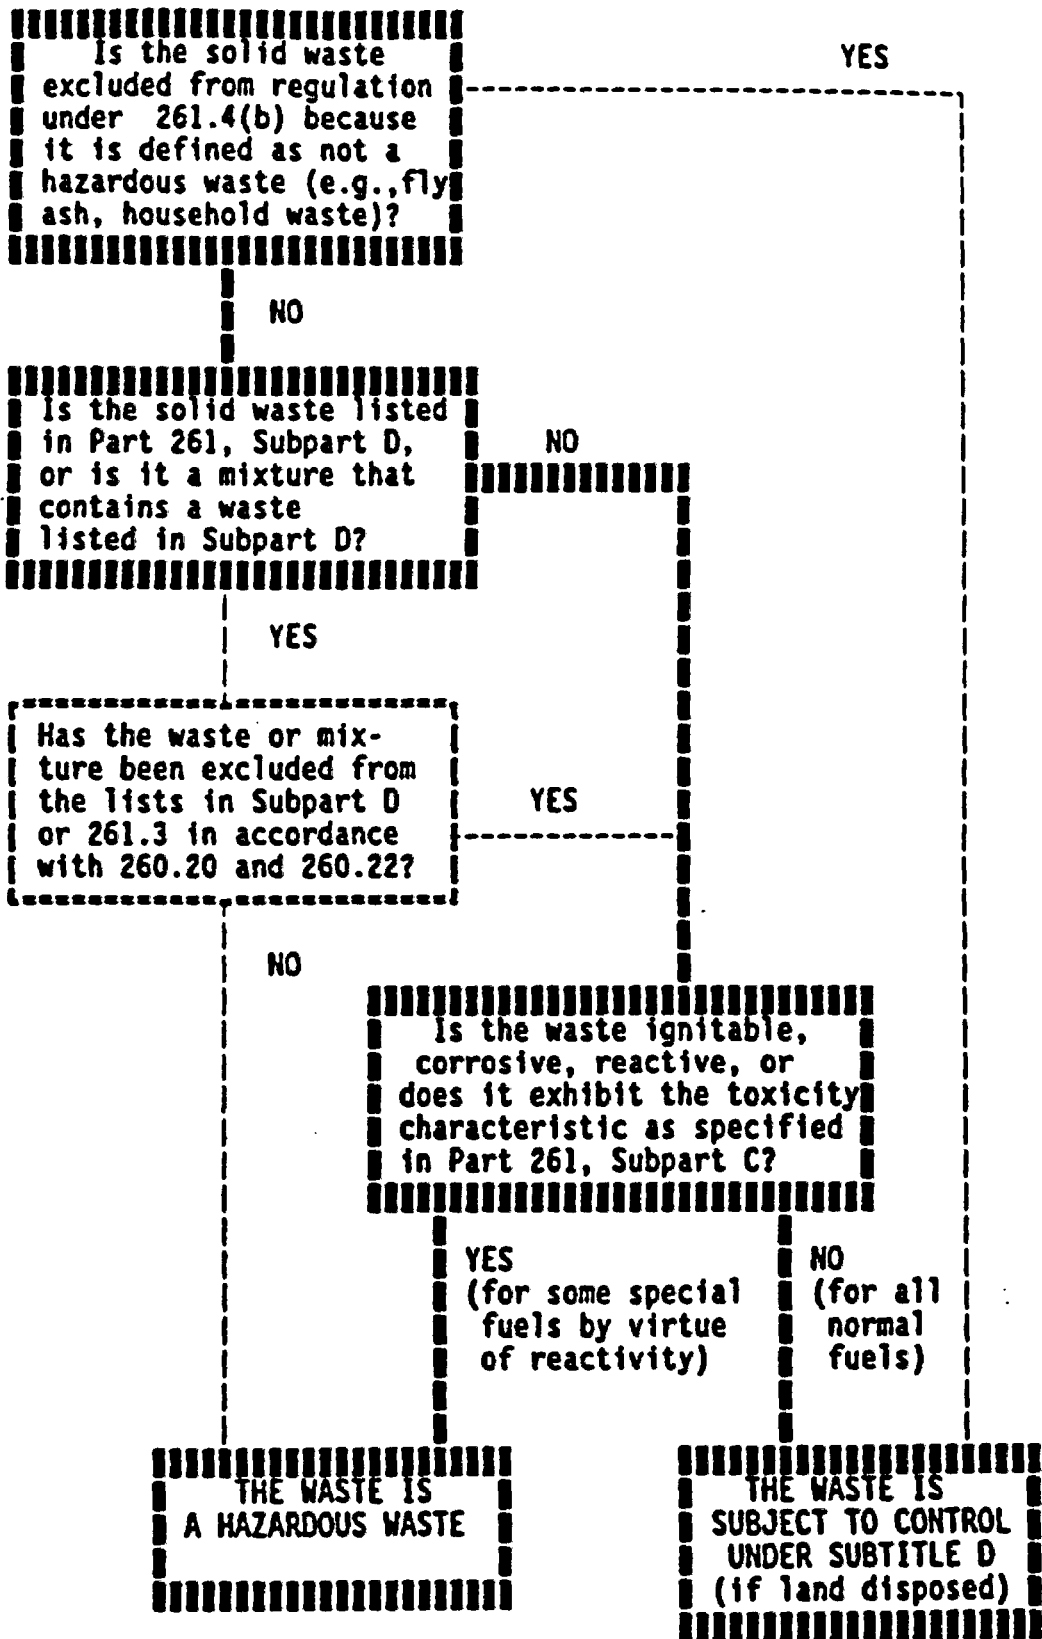 Is the solid waste
excluded from regulation
under 261.4(b) because
it is defined as not a
hazardous waste (e.g.,fly
ash, household waste)?
YES
NO
Is the solid waste listed
in Part 261, Subpart D,
or is it a mixture that
contains a waste
listed in Subpart D?
NO
YES
Has the waste or mix-
ture been excluded from
the lists in Subpart D
or 261.3 in accordance
with 260.20 and 260.22?
YES
NO
Is the waste ignitable,
corrosive, reactive, or
does it exhibit the toxicity
characteristic as specified
in Part 261, Subpart C?
YES
(for some special
fuels by virtue
of reactivity)
NO
(for all
normal
fuels)
THE WASTE IS
A HAZARDOUS WASTE
THE WASTE IS
SUBJECT TO CONTROL
UNDER SUBTITLE D
(if land disposed)